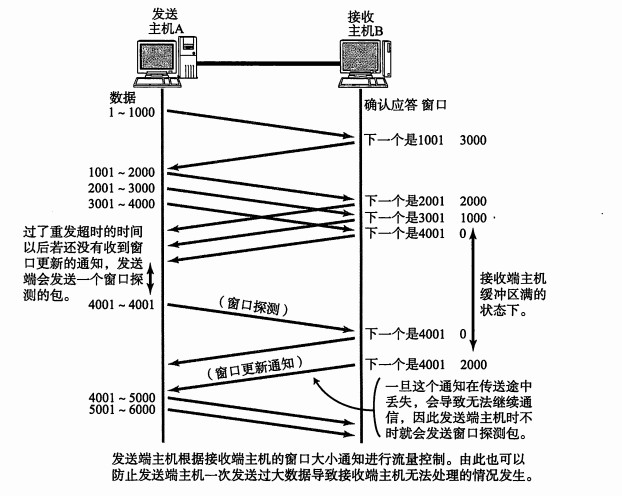 发送
主机A
接收
主机B
数据
确认应答 窗口
1～1000
下一个是1001 3000
1001～2000
2001～3000
3001～4000
下一个是2001 2000
下一个是3001 1000
下一个是4001 0
过了重发超时的时间
以后若还没有收到窗
口更新的通知，发送
端会发送一个窗口探
测的包。
接收端主机
缓冲区满的
状态下。
4001～4001
（窗口探测）
下一个是4001 0
（窗口更新通知）
下一个是4001 2000
一旦这个通知在传送途中
丢失，会导致无法继续通
信，因此发送端主机时不
时就会发送窗口探测包。
4001～5000
5001～6000
发送端主机根据接收端主机的窗口大小通知进行流量控制。由此也可以
防止发送端主机一次发送过大数据导致接收端主机无法处理的情况发生。